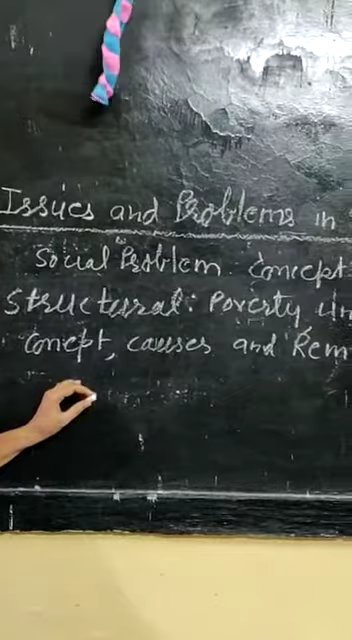 Issues and Problems in
Social Problem Concept
Structural: Poverty Un
Concept, causes and Rem